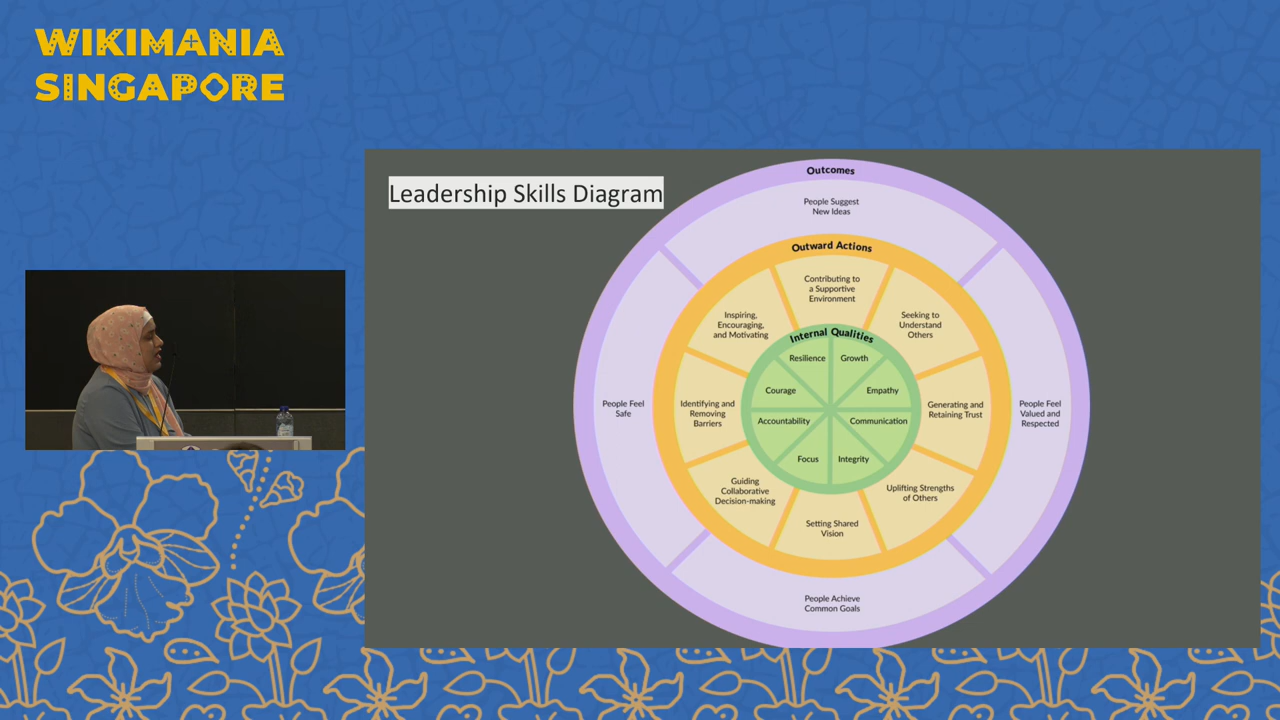 WIKIMANIA
SINGAPORE
Leadership Skills Diagram
Outcomes
People Suggest
New Ideas
People Feel
Valued and
Respected
People Achieve
Common Goals
People Feel
Safe
Outward Actions
Contributing to
a Supportive
Environment
Seeking to
Understand
Others
Generating and
Retaining Trust
Uplifting Strengths
of Others
Setting Shared
Vision
Guiding
Collaborative
Decision-making
Identifying and
Removing
Barriers
Inspiring,
Encouraging,
and Motivating
Internal Qualities
Growth
Empathy
Communication
Integrity
Focus
Accountability
Courage
Resilience